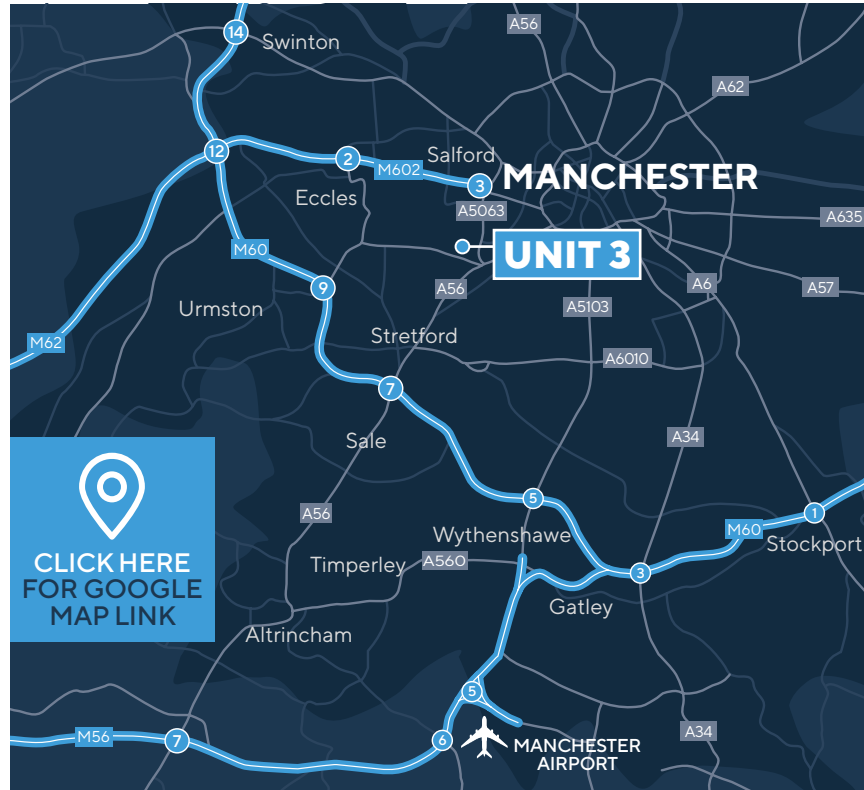 14
Swinton
A56
A62
12
2
Salford
M602
3
MANCHESTER
Eccles
A5063
A635
M60
UNIT 3
9
A56
A6
A57
Urmston
A5103
M62
Stretford
A6010
7
Sale
A34
CLICK HERE
FOR GOOGLE
MAP LINK
A56
5
1
M60
Wythenshawe
Stockport
Timperley
A560
3
Gatley
Altrincham
5
M56
7
6
MANCHESTER
AIRPORT
A34